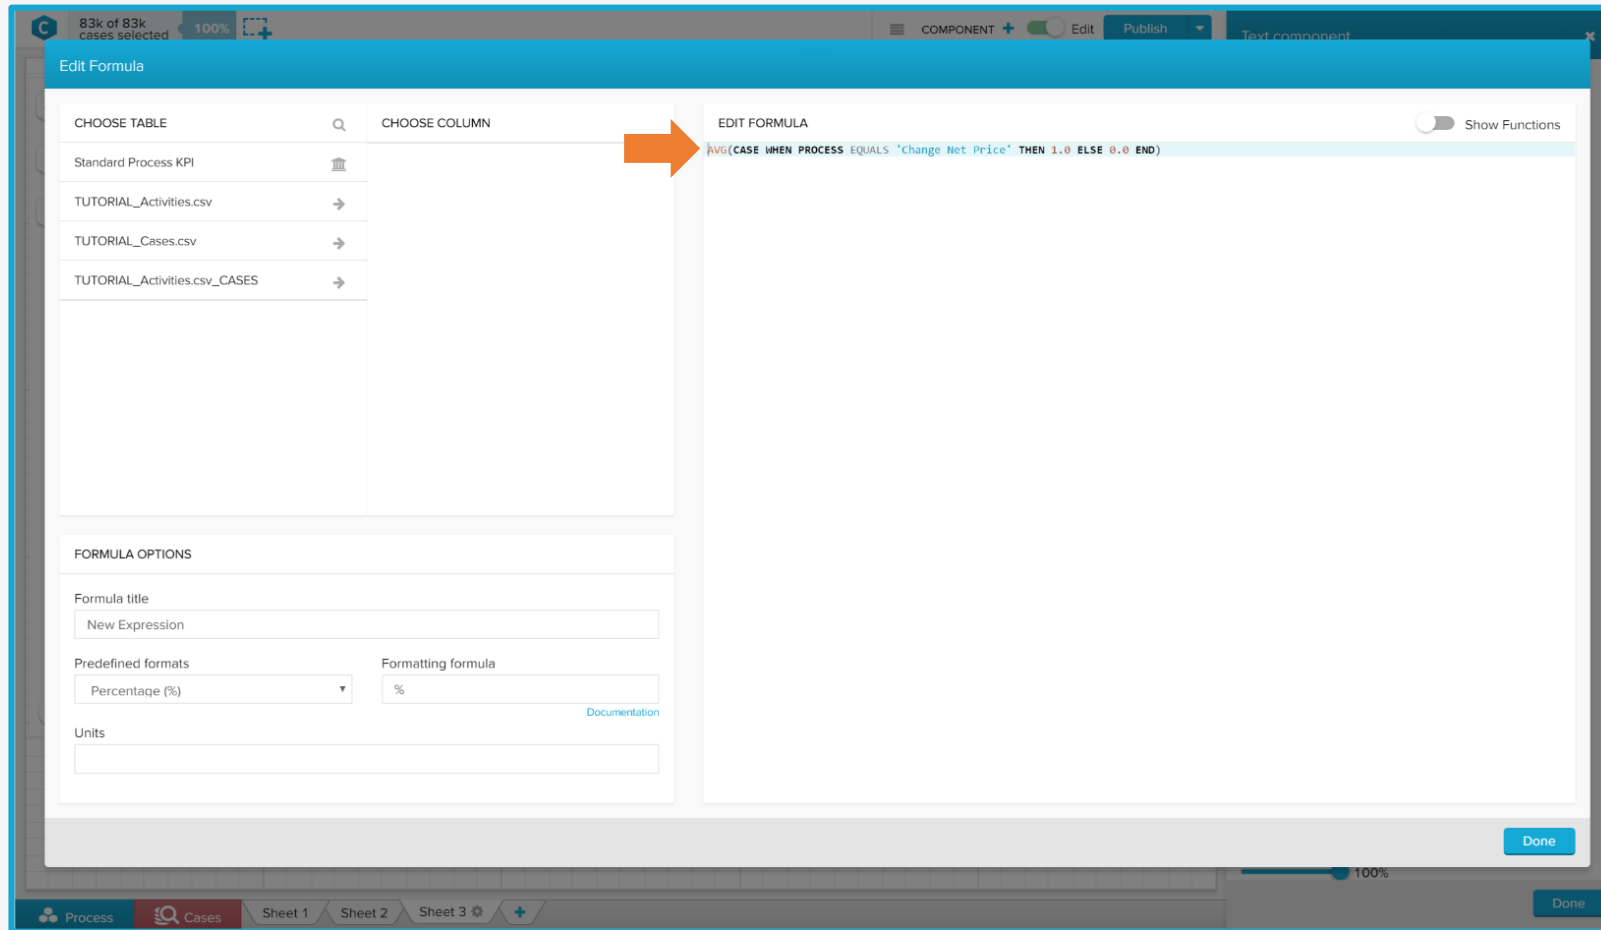 83k of 83k
cases selected
100%
COMPONENT
Edit
Publish
Text component
Edit Formula
CHOOSE TABLE
CHOOSE COLUMN
EDIT FORMULA
Show Functions
AVG(CASE WHEN PROCESS EQUALS 'Change Net Price' THEN 1.0 ELSE 0.0 END)
Standard Process KPI
TUTORIAL_Activities.csv
TUTORIAL_Cases.csv
TUTORIAL_Activities.csv_CASES
FORMULA OPTIONS
Formula title
New Expression
Predefined formats
Formatting formula
Percentage (%)
%
Documentation
Units
Done
100%
Done
Process
Cases
Sheet 1
Sheet 2
Sheet 3